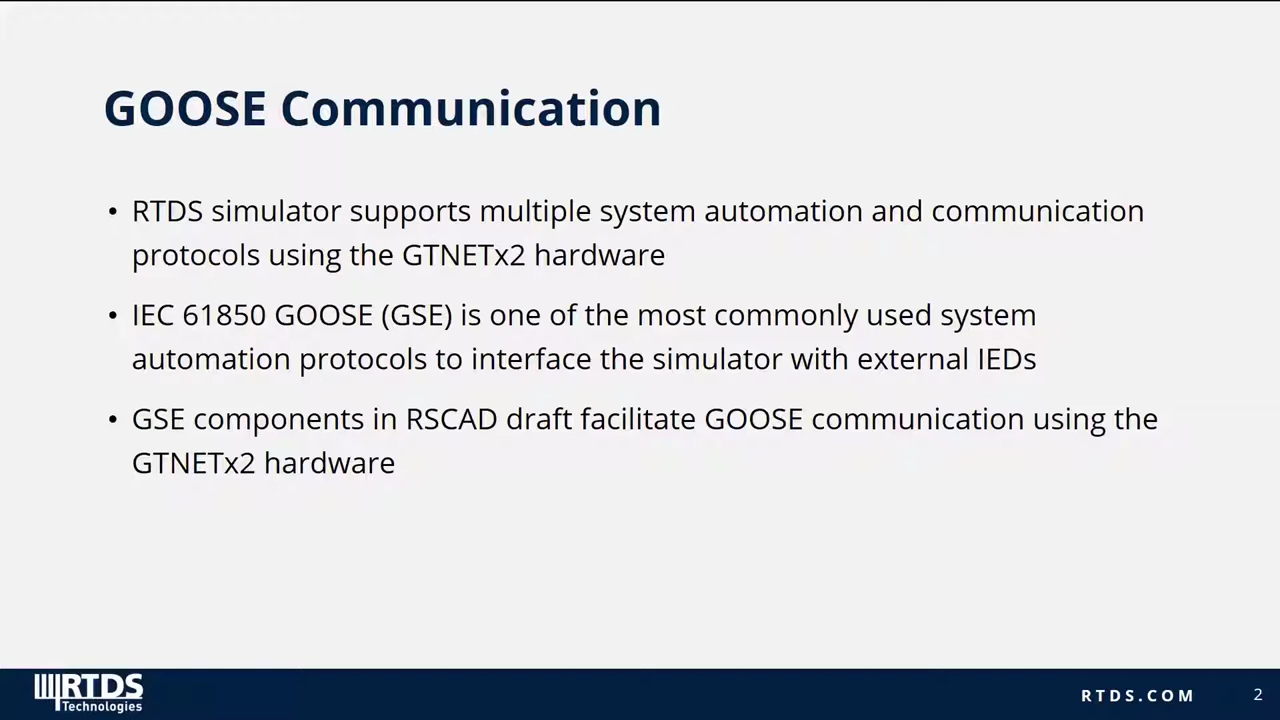 GOOSE Communication
• RTDS simulator supports multiple system automation and communication
protocols using the GTNETx2 hardware
• IEC 61850 GOOSE (GSE) is one of the most commonly used system
automation protocols to interface the simulator with external IEDs
• GSE components in RSCAD draft facilitate GOOSE communication using the
GTNETx2 hardware
RTDS
Technologies
RTDS.COM
2